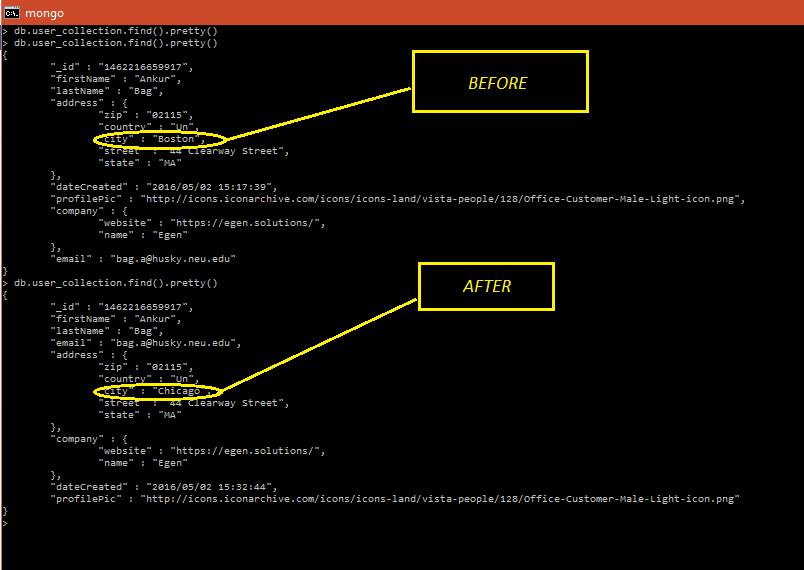 mongo
> db.user_collection.find().pretty()
> db.user_collection.find().pretty()
{
"_id" : "1462216659917",
"firstName" : "Ankur",
"lastName" : "Bag",
"address" : {
"zip" : "02115",
"country" : "Un",
"city" : "Boston",
"street" : "44 Clearway Street",
"state" : "MA"
},
"dateCreated" : "2016/05/02 15:17:39",
"profilePic" : "http://icons.iconarchive.com/icons/icons-land/vista-people/128/Office-Customer-Male-Light-icon.png",
"company" : {
"website" : "https://egen.solutions/",
"name" : "Egen"
},
"email" : "bag.a@husky.neu.edu"
}
BEFORE
> db.user_collection.find().pretty()
{
"_id" : "1462216659917",
"firstName" : "Ankur",
"lastName" : "Bag",
"email" : "bag.a@husky.neu.edu",
"address" : {
"zip" : "02115",
"country" : "Un",
"city" : "Chicago",
"street" : "44 Clearway Street",
"state" : "MA"
},
"company" : {
"website" : "https://egen.solutions/",
"name" : "Egen"
},
"dateCreated" : "2016/05/02 15:32:44",
"profilePic" : "http://icons.iconarchive.com/icons/icons-land/vista-people/128/Office-Customer-Male-Light-icon.png"
}
>
AFTER